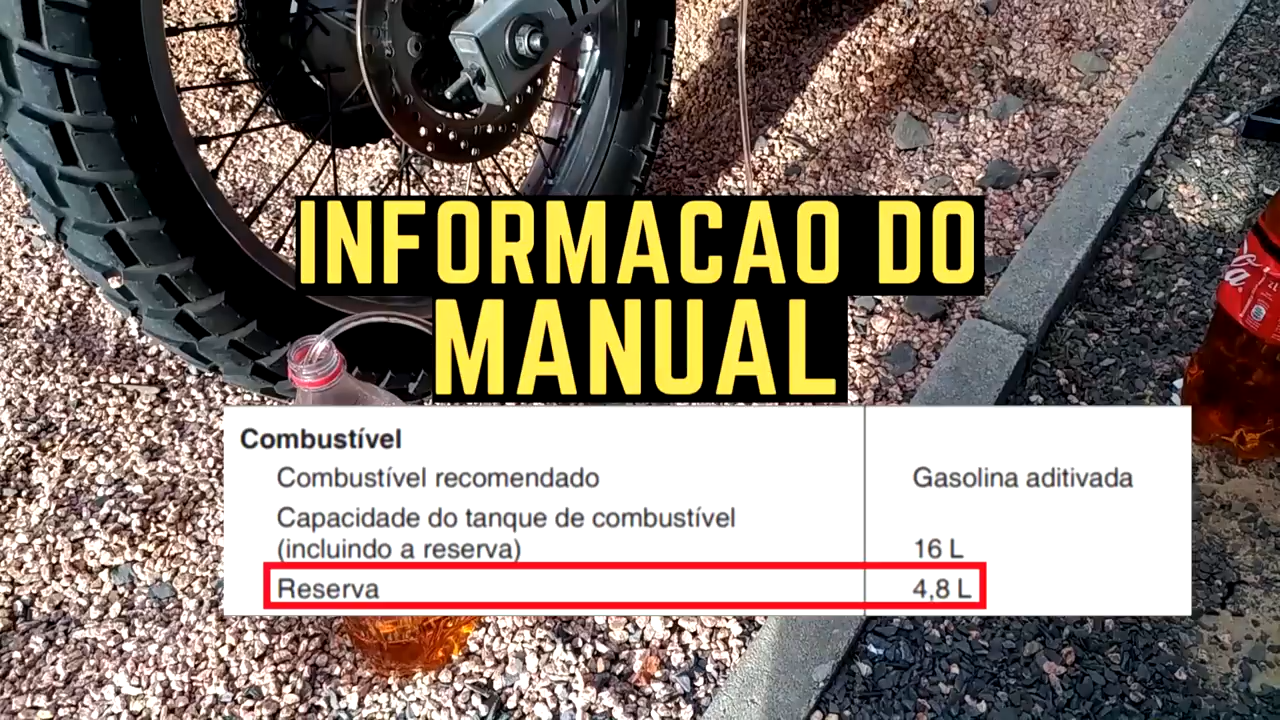 INFORMACAO DO
MANUAL
Combustível
Combustível recomendado Gasolina aditivada
Capacidade do tanque de combustível
(incluindo a reserva) 16 L
Reserva 4,8 L